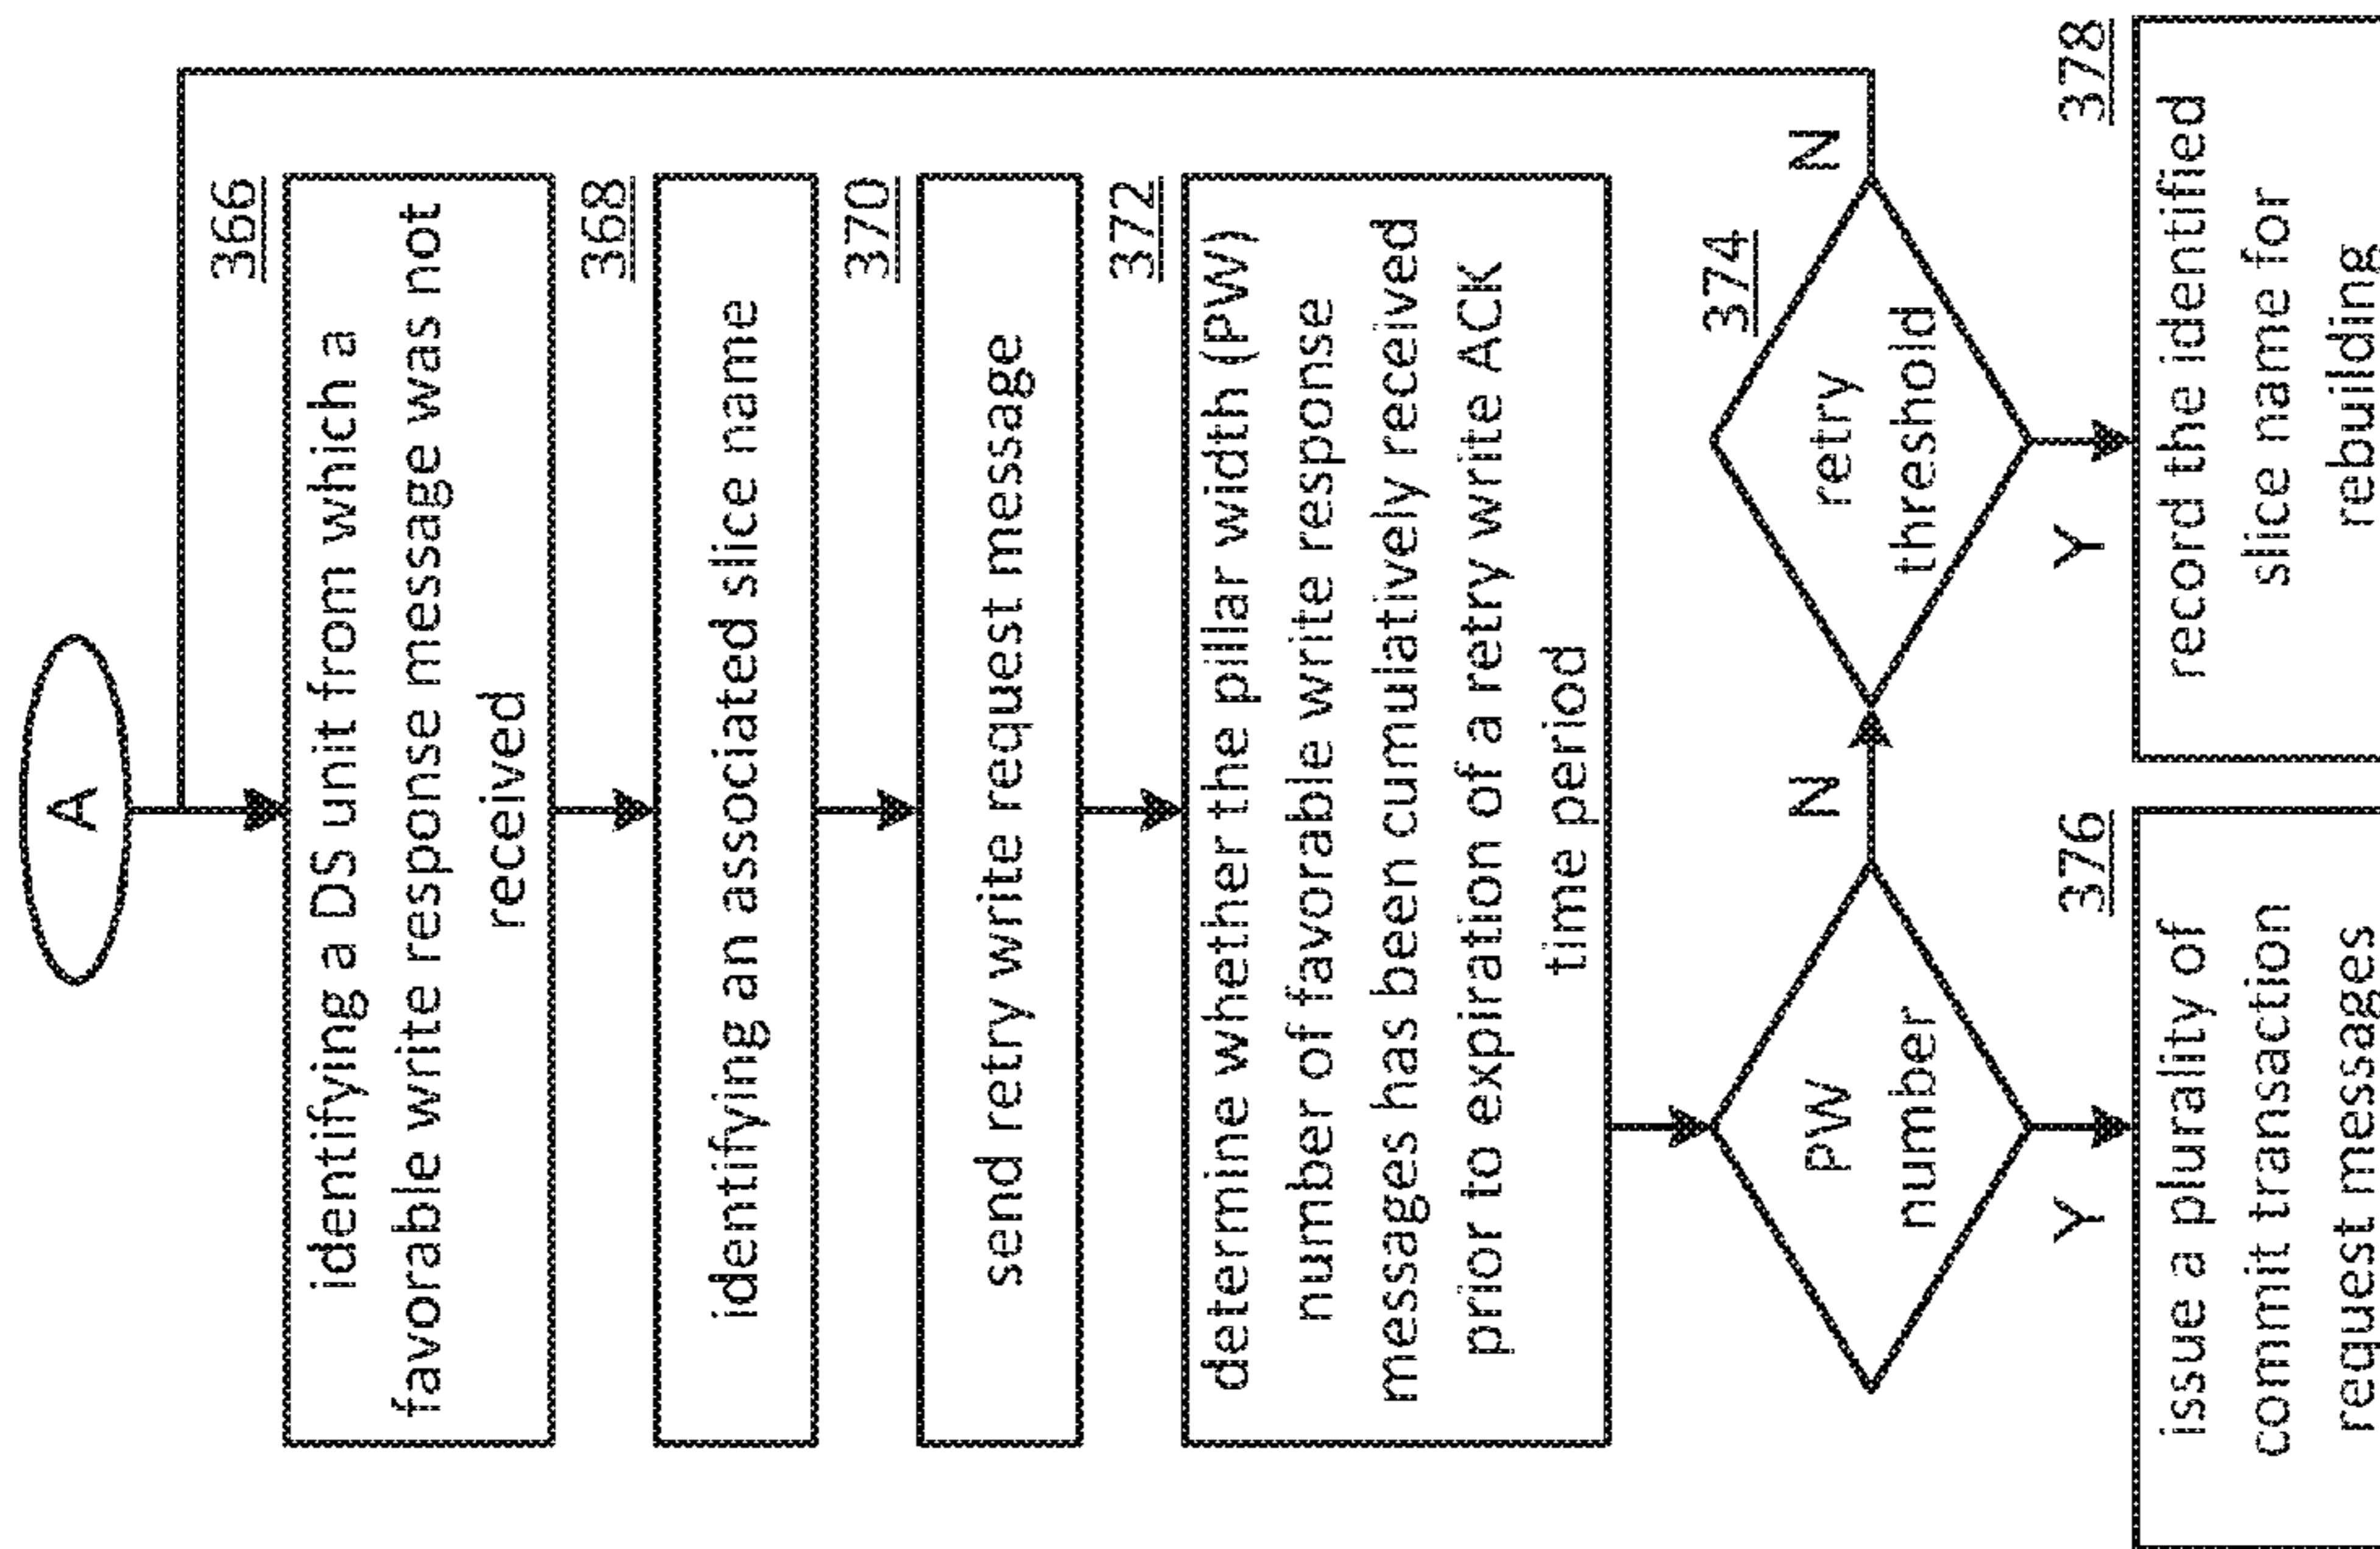 A
366
identifying a DS unit from which a
favorable write response message was not
received
368
identifying an associated slice name
370
send retry write request message
372
determine whether the pillar width (PW)
number of favorable write response
messages has been cumulatively received
prior to expiration of a retry write ACK
time period
PW
number
N
Y
374
retry
threshold
N
Y
376
issue a plurality of
commit transaction
request messages
378
record the identified
slice name for
rebuilding